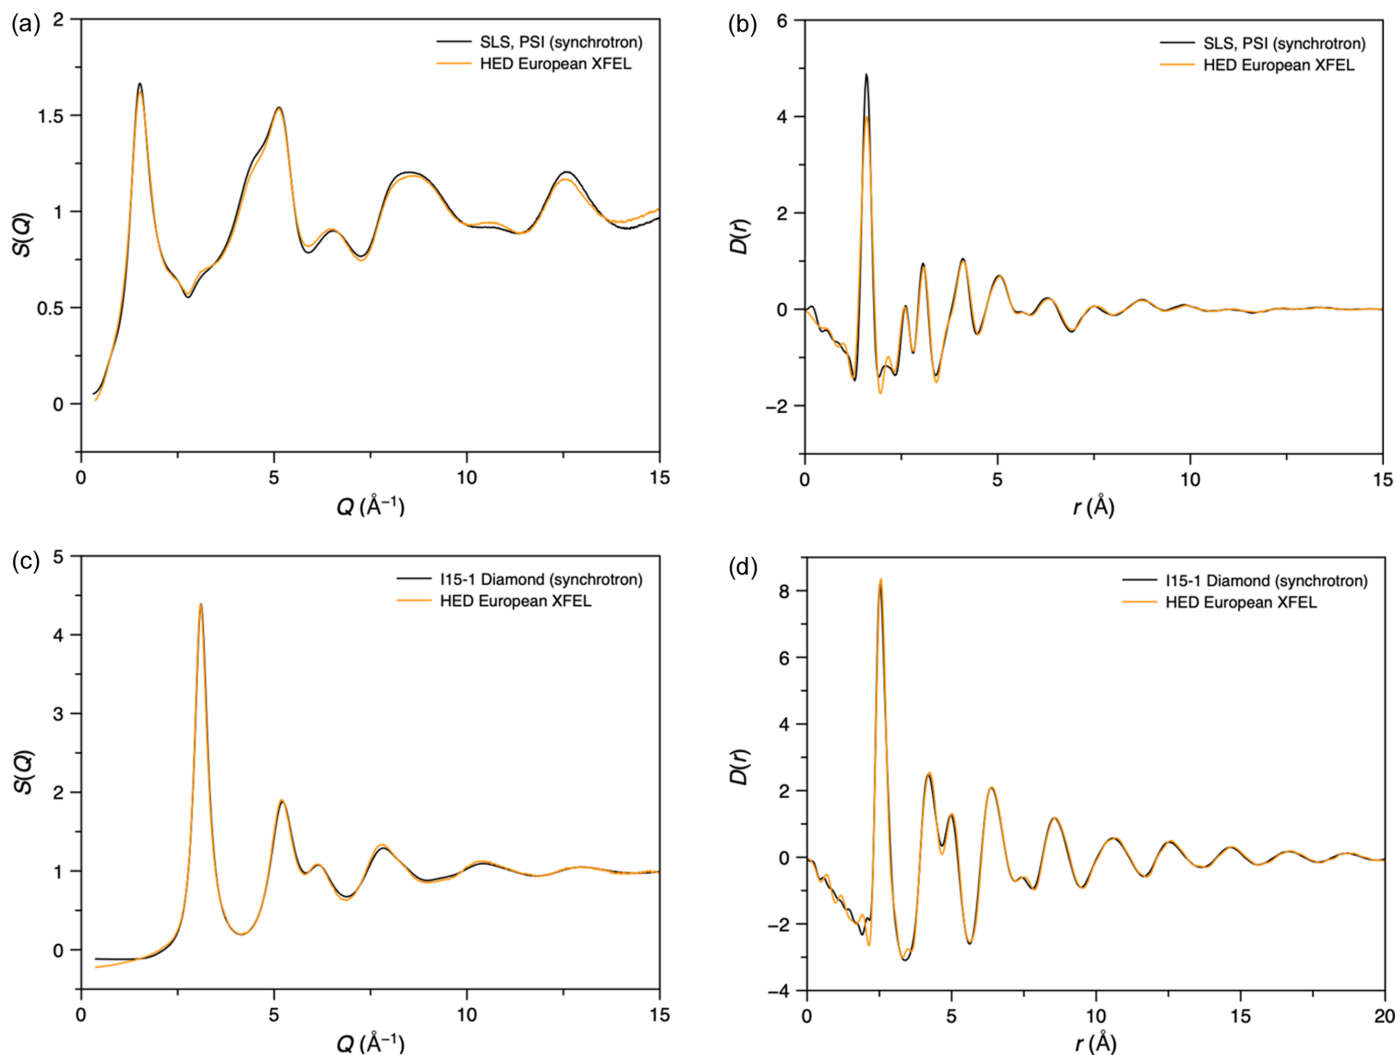 (a)
2
1.5
1
0.5
0
S(Q)
SLS, PSI (synchrotron)
HED European XFEL
0 5 10 15
Q (Å⁻¹)
(b)
6
4
2
0
−2
D(r)
SLS, PSI (synchrotron)
HED European XFEL
0 5 10 15
r (Å)
(c)
5
4
3
2
1
0
S(Q)
I15-1 Diamond (synchrotron)
HED European XFEL
0 5 10 15
Q (Å⁻¹)
(d)
8
6
4
2
0
−2
−4
D(r)
I15-1 Diamond (synchrotron)
HED European XFEL
0 5 10 15 20
r (Å)